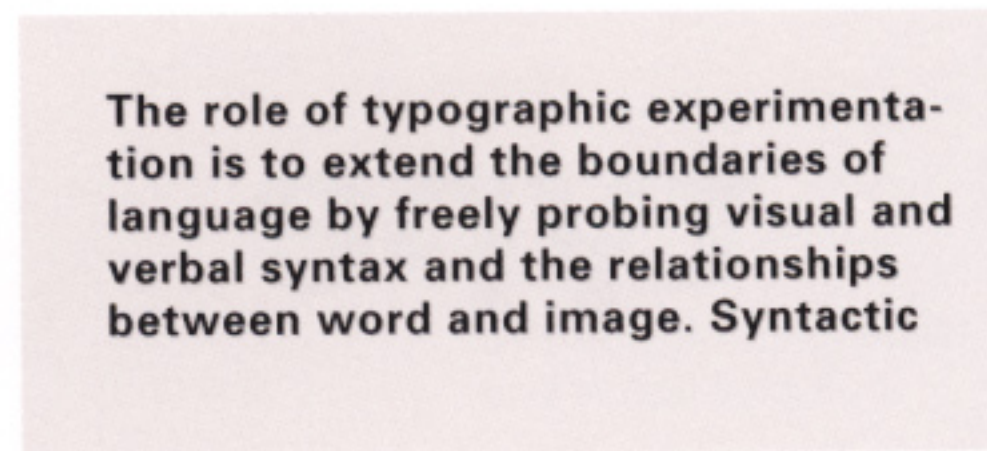 The role of typographic experimenta-
tion is to extend the boundaries of
language by freely probing visual and
verbal syntax and the relationships
between word and image. Syntactic